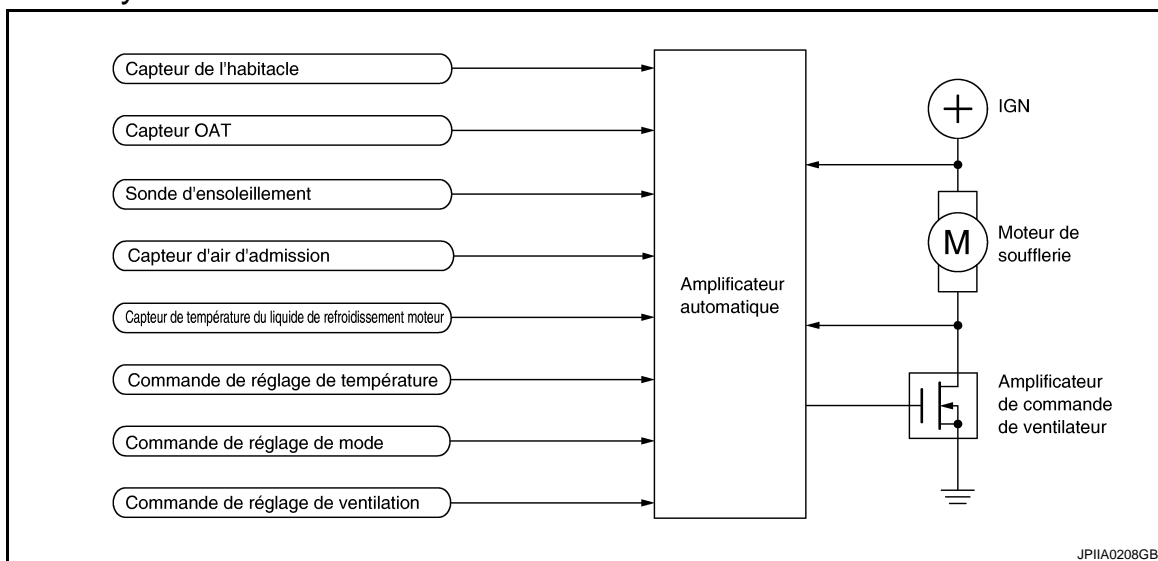 Capteur de l'habitacle
Capteur OAT
Sonde d'ensoleillement
Capteur d'air d'admission
Capteur de température du liquide de refroidissement moteur
Commande de réglage de température
Commande de réglage de mode
Commande de réglage de ventilation
Amplificateur
automatique
IGN
M
Moteur de
soufflerie
Amplificateur
de commande
de ventilateur
JPIIA0208GB